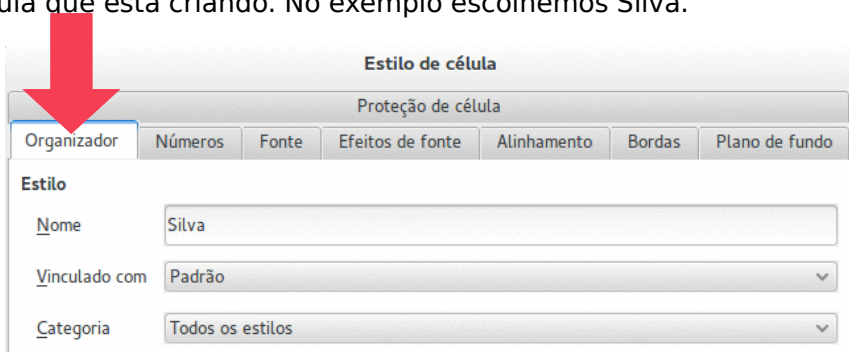 que está criando. No exemplo escolhemos Silva.
Estilo de célula
Proteção de célula
Organizador Números Fonte Efeitos de fonte Alinhamento Bordas Plano de fundo
Estilo
Nome Silva
Vinculado com Padrão
Categoria Todos os estilos